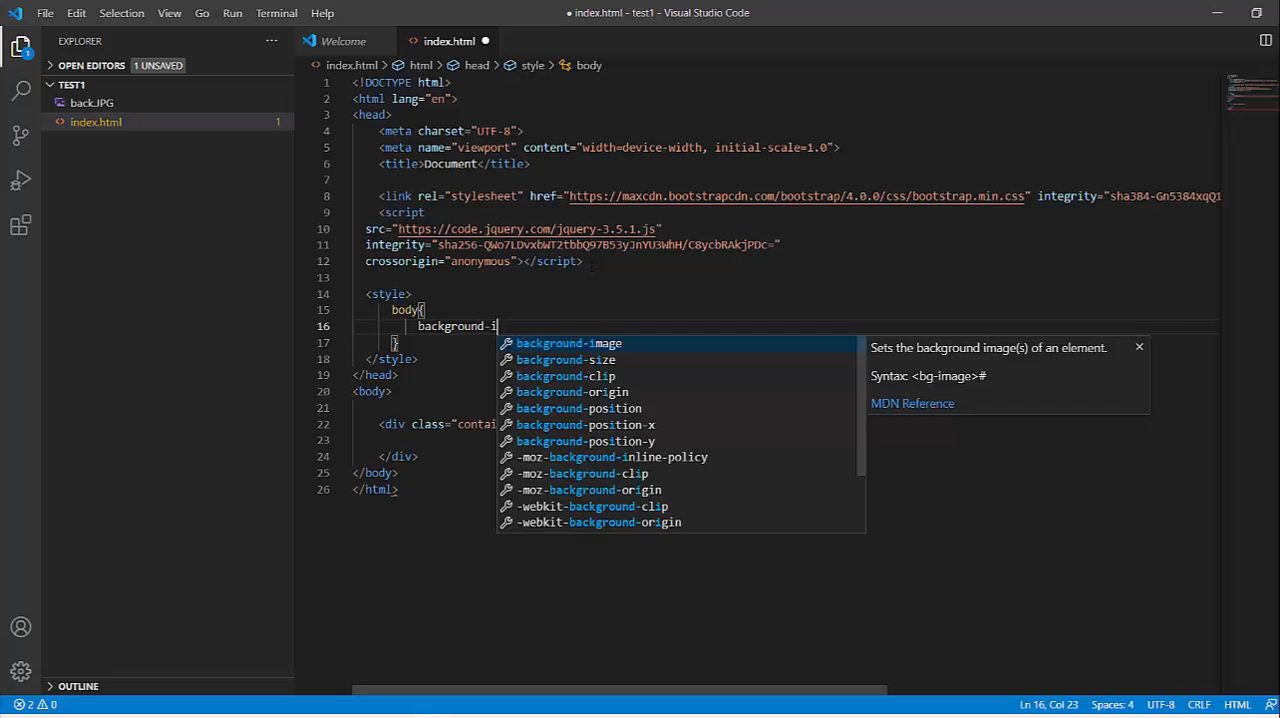 File Edit Selection View Go Run Terminal Help
● index.html - test1 - Visual Studio Code
EXPLORER ...
Welcome
<> index.html ●
1
> OPEN EDITORS 1 UNSAVED
<> index.html > html > head > style > body
TEST1
back.JPG
<> index.html 1
1 <!DOCTYPE html>
2 <html lang="en">
3 <head>
4 <meta charset="UTF-8">
5 <meta name="viewport" content="width=device-width, initial-scale=1.0">
6 <title>Document</title>
7
8 <link rel="stylesheet" href="https://maxcdn.bootstrapcdn.com/bootstrap/4.0.0/css/bootstrap.min.css" integrity="sha384-Gn5384xqQ1
9 <script
10 src="https://code.jquery.com/jquery-3.5.1.js"
11 integrity="sha256-QWo7LDvxbWT2tbbQ97B53yJnYU3WhH/C8ycbRAkjPDc="
12 crossorigin="anonymous"></script>
13
14 <style>
15 body{
16 background-i
17 }
18 </style>
19 </head>
20 <body>
21
22 <div class="contai
23
24 </div>
25 </body>
26 </html>
background-image
background-size
background-clip
background-origin
background-position
background-position-x
background-position-y
-moz-background-inline-policy
-moz-background-clip
-moz-background-origin
-webkit-background-clip
-webkit-background-origin
Sets the background image(s) of an element.
Syntax: <bg-image>#
MDN Reference
> OUTLINE
2 0
Ln 16, Col 23 Spaces: 4 UTF-8 CRLF HTML